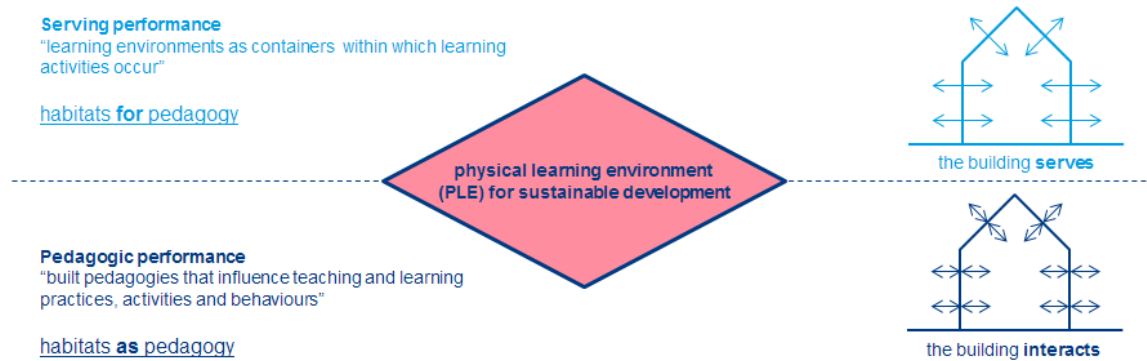 Serving performance
“learning environments as containers within which learning
activities occur”
habitats for pedagogy
the building serves
physical learning environment
(PLE) for sustainable development
Pedagogic performance
“built pedagogies that influence teaching and learning
practices, activities and behaviours”
habitats as pedagogy
the building interacts